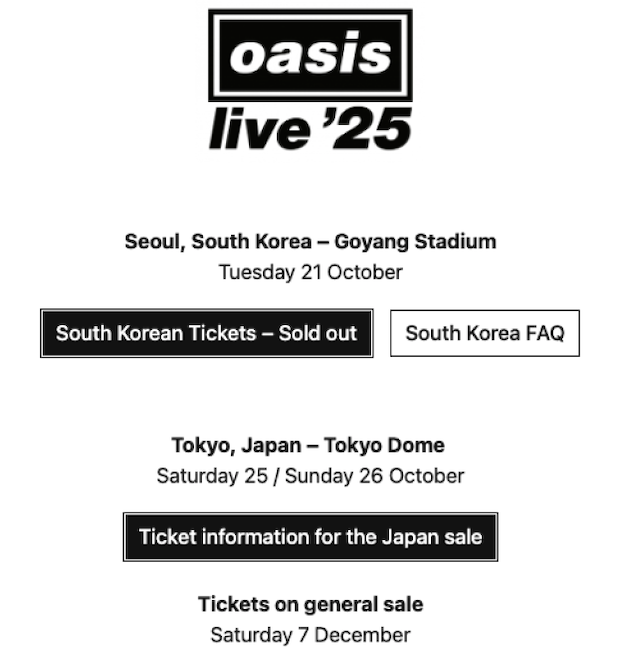 oasis
live ’25
Seoul, South Korea – Goyang Stadium
Tuesday 21 October
South Korean Tickets – Sold out
South Korea FAQ
Tokyo, Japan – Tokyo Dome
Saturday 25 / Sunday 26 October
Ticket information for the Japan sale
Tickets on general sale
Saturday 7 December